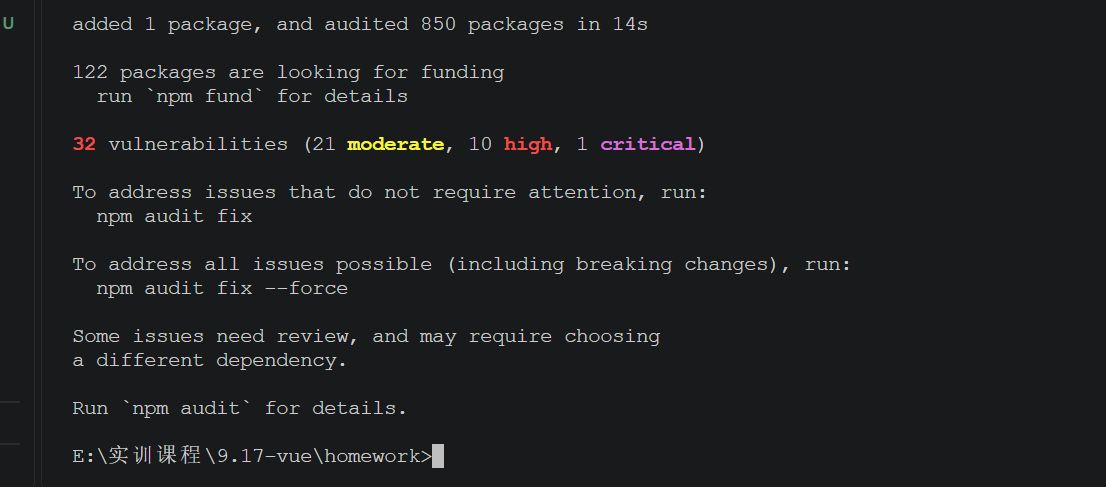 U
added 1 package, and audited 850 packages in 14s
122 packages are looking for funding
  run `npm fund` for details
32 vulnerabilities (21 moderate, 10 high, 1 critical)
To address issues that do not require attention, run:
  npm audit fix
To address all issues possible (including breaking changes), run:
  npm audit fix --force
Some issues need review, and may require choosing
a different dependency.
Run `npm audit` for details.
E:\实训课程\9.17-vue\homework>